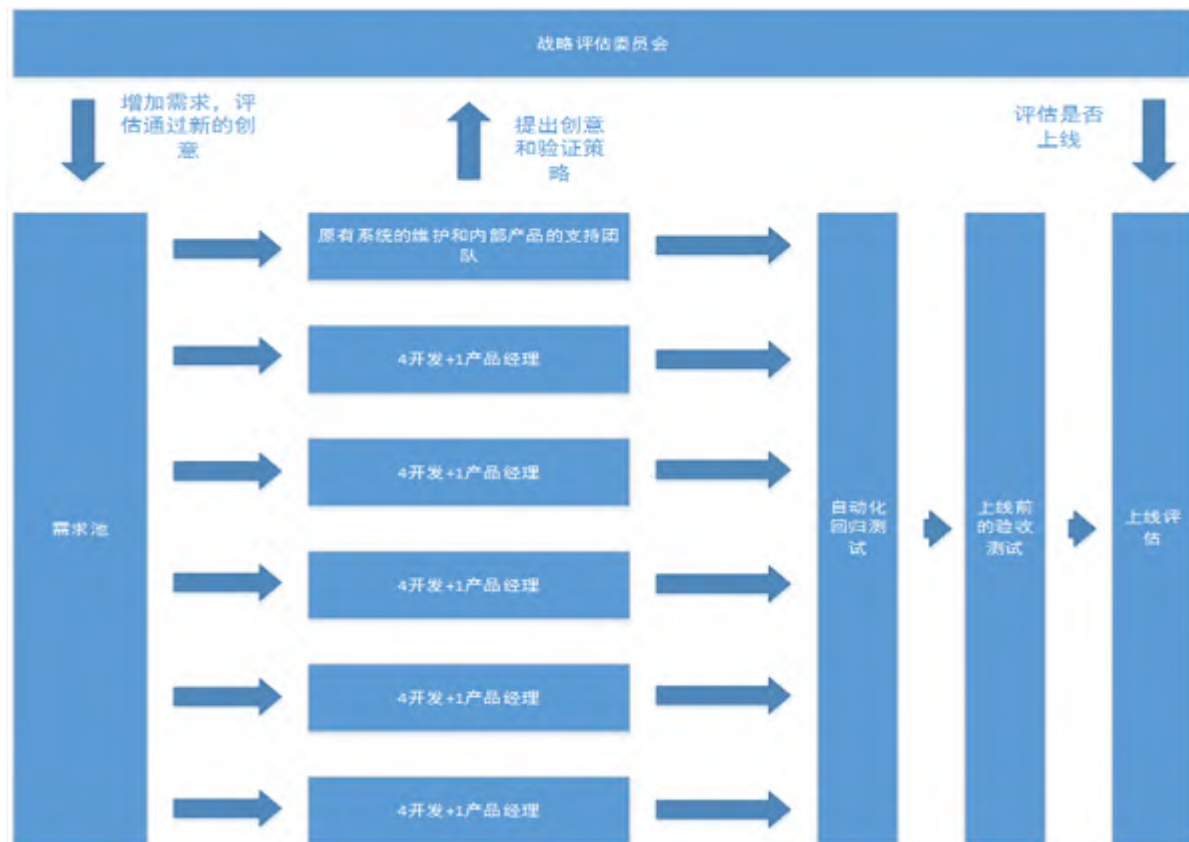 战略评估委员会
增加需求，评
估通过新的创
意
提出创意
和验证策
略
评估是否
上线
需求池
原有系统的维护和内部产品的支持团
队
4开发+1产品经理
4开发+1产品经理
4开发+1产品经理
4开发+1产品经理
4开发+1产品经理
自动化
回归测
试
上线前
的验收
测试
上线评
估